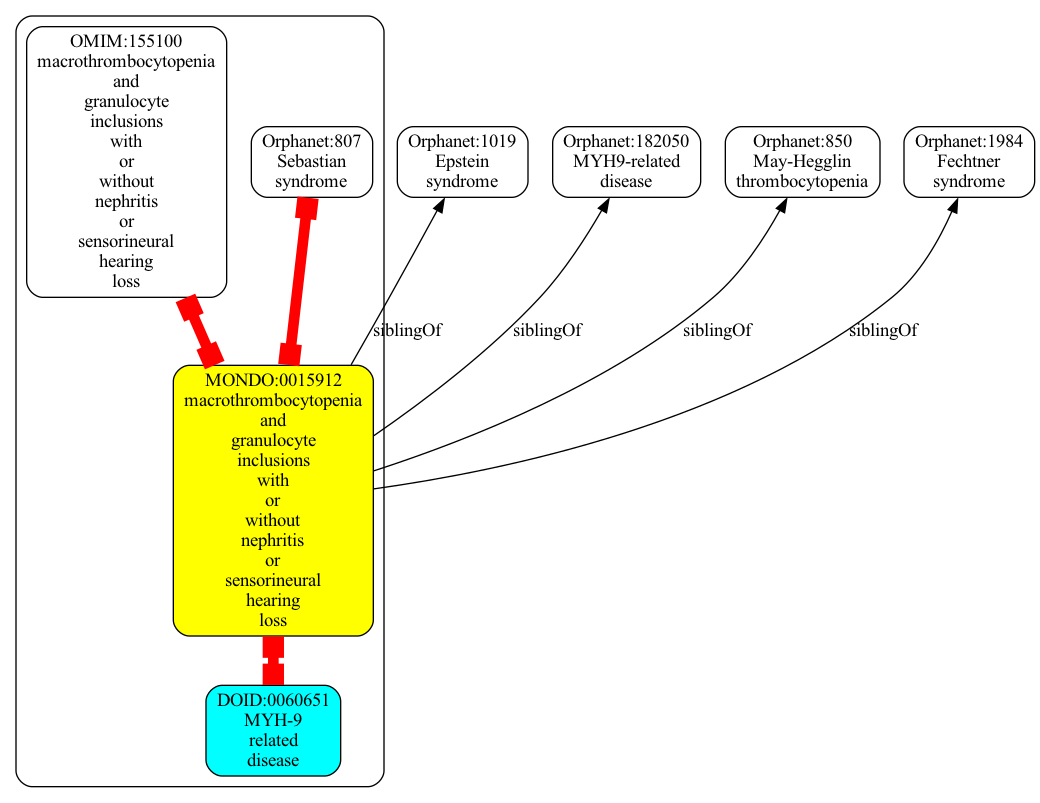 OMIM:155100
macrothrombocytopenia
and
granulocyte
inclusions
with
or
without
nephritis
or
sensorineural
hearing
loss
Orphanet:807
Sebastian
syndrome
Orphanet:1019
Epstein
syndrome
Orphanet:182050
MYH9-related
disease
Orphanet:850
May-Hegglin
thrombocytopenia
Orphanet:1984
Fechtner
syndrome
siblingOf
siblingOf
siblingOf
siblingOf
MONDO:0015912
macrothrombocytopenia
and
granulocyte
inclusions
with
or
without
nephritis
or
sensorineural
hearing
loss
DOID:0060651
MYH-9
related
disease